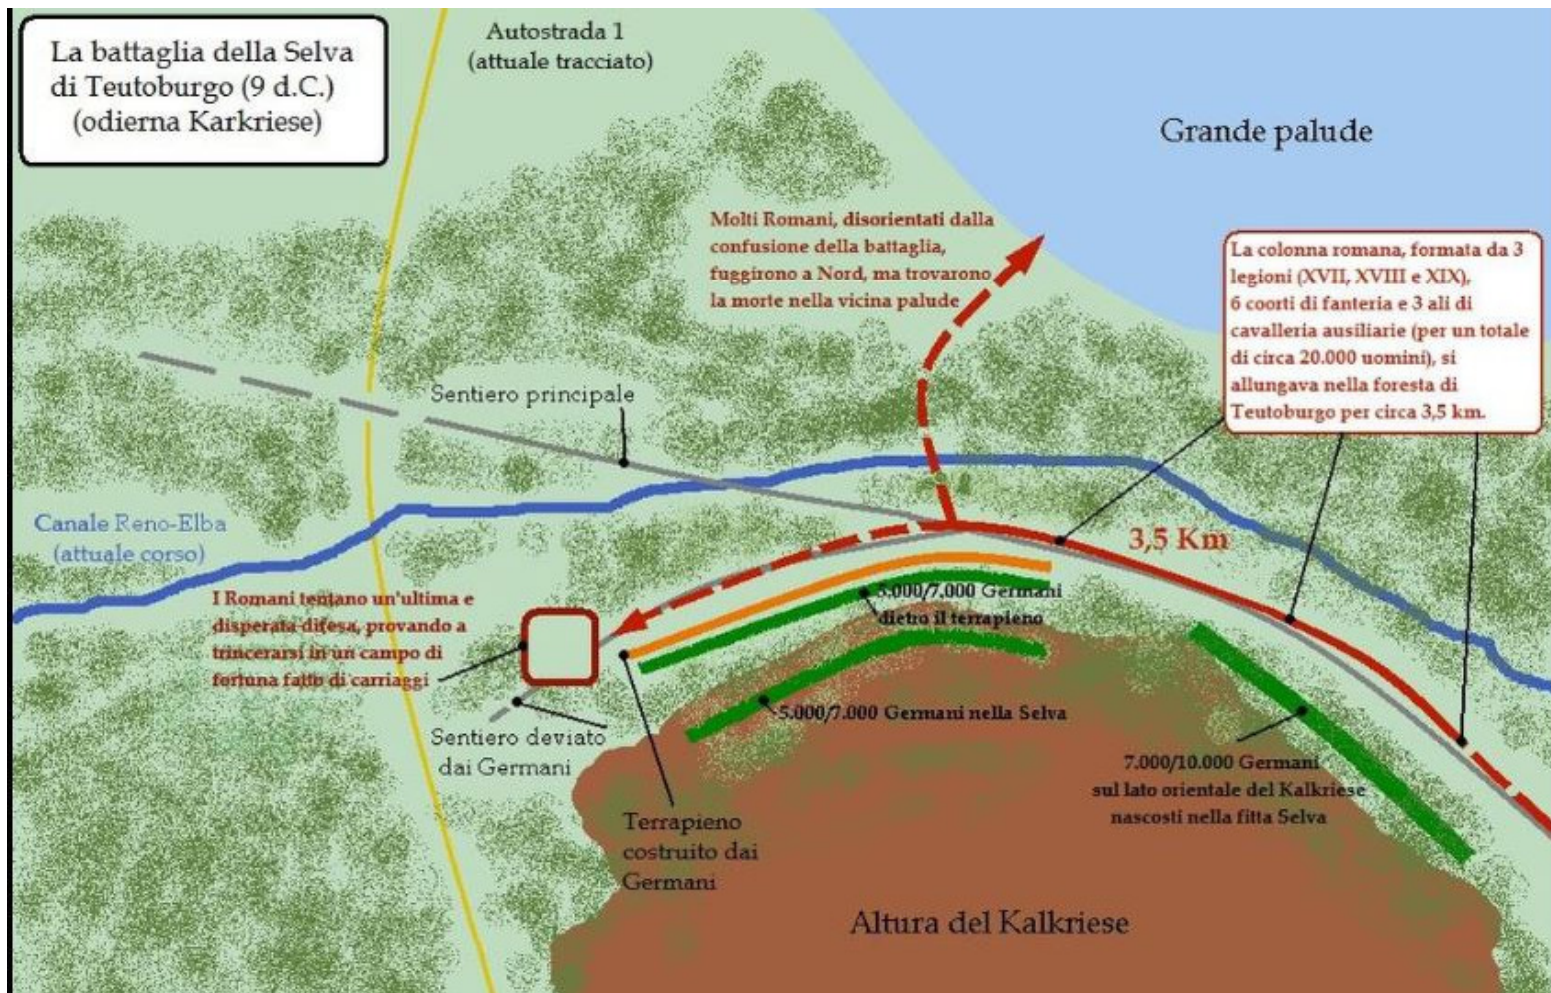 La battaglia della Selva
di Teutoburgo (9 d.C.)
(odierna Karkriese)
Autostrada 1
(attuale tracciato)
Grande palude
Molti Romani, disorientati dalla
confusione della battaglia,
fuggirono a Nord, ma trovarono
la morte nella vicina palude
La colonna romana, formata da 3
legioni (XVII, XVIII e XIX),
6 coorti di fanteria e 3 ali di
cavalleria ausiliarie (per un totale
di circa 20.000 uomini), si
allungava nella foresta di
Teutoburgo per circa 3,5 km.
Sentiero principale
Canale Reno-Elba
(attuale corso)
3,5 Km
I Romani tentano un'ultima e
disperata difesa, provando a
trincerarsi in un campo di
fortuna fatto di carriaggi
5.000/7.000 Germani
dietro il terrapieno
5.000/7.000 Germani nella Selva
Sentiero deviato
dai Germani
7.000/10.000 Germani
sul lato orientale del Kalkriese
nascosti nella fitta Selva
Terrapieno
costruito dai
Germani
Altura del Kalkriese